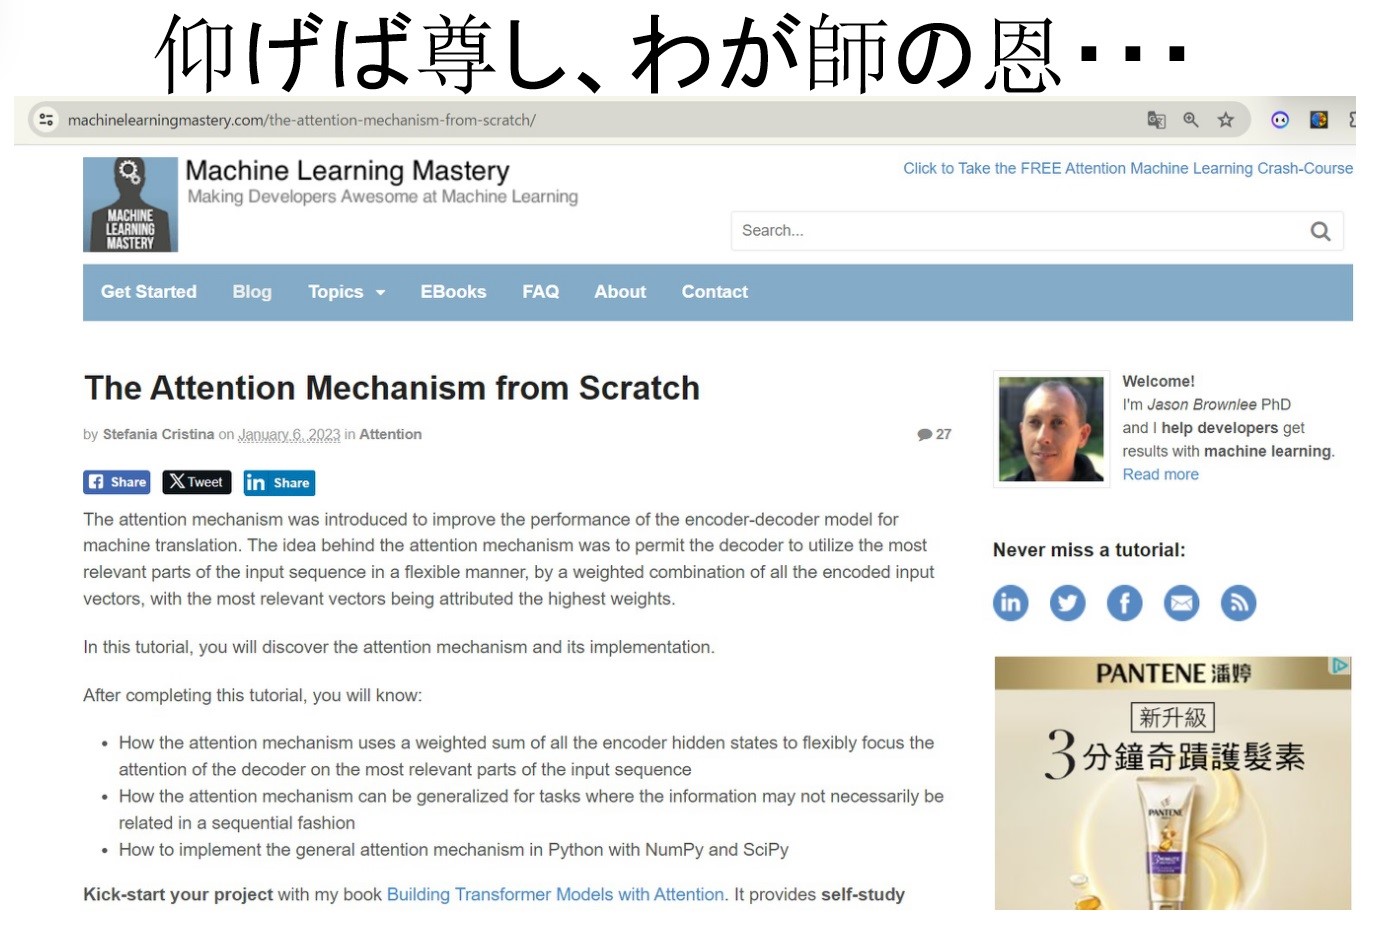 仰げば尊し、わが師の恩・・・
machinelearningmastery.com/the-attention-mechanism-from-scratch/
MACHINE
LEARNING
MASTERY
Machine Learning Mastery
Making Developers Awesome at Machine Learning
Click to Take the FREE Attention Machine Learning Crash-Course
Search...
Get Started Blog Topics EBooks FAQ About Contact
The Attention Mechanism from Scratch
by Stefania Cristina on January 6, 2023 in Attention 27
Share Tweet Share
The attention mechanism was introduced to improve the performance of the encoder-decoder model for
machine translation. The idea behind the attention mechanism was to permit the decoder to utilize the most
relevant parts of the input sequence in a flexible manner, by a weighted combination of all the encoded input
vectors, with the most relevant vectors being attributed the highest weights.
In this tutorial, you will discover the attention mechanism and its implementation.
After completing this tutorial, you will know:
• How the attention mechanism uses a weighted sum of all the encoder hidden states to flexibly focus the
attention of the decoder on the most relevant parts of the input sequence
• How the attention mechanism can be generalized for tasks where the information may not necessarily be
related in a sequential fashion
• How to implement the general attention mechanism in Python with NumPy and SciPy
Kick-start your project with my book Building Transformer Models with Attention. It provides self-study
Welcome!
I'm Jason Brownlee PhD
and I help developers get
results with machine learning.
Read more
Never miss a tutorial:
PANTENE 潘婷
新升級
3分鐘奇蹟護髮素
PANTENE